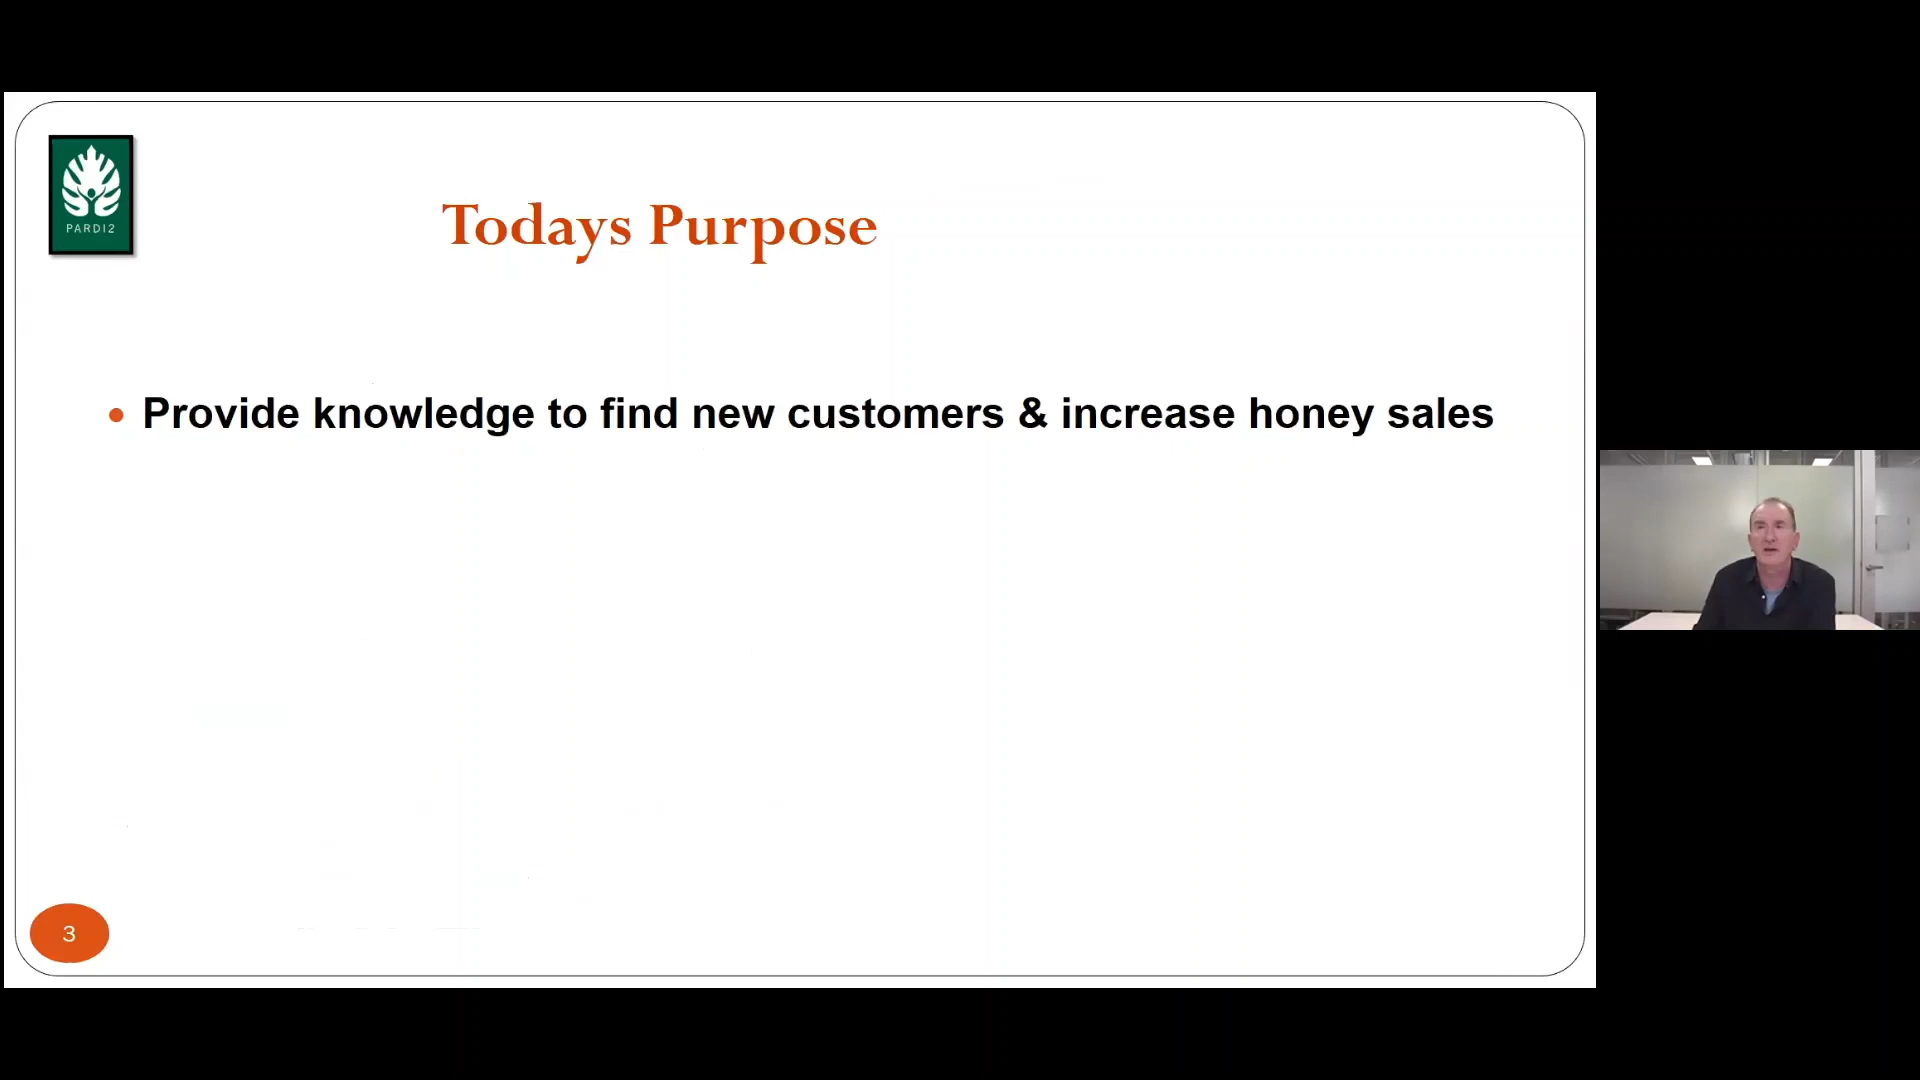 PARDI2
Todays Purpose
• Provide knowledge to find new customers & increase honey sales
3